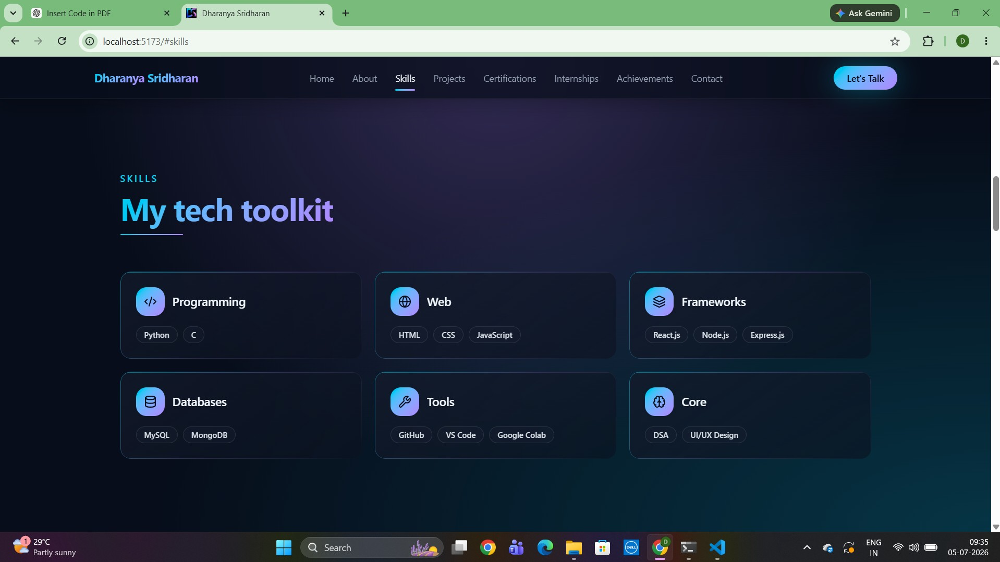 Insert Code in PDF
Dharanya Sridharan
Ask Gemini
localhost:5173/#skills
D
Dharanya Sridharan
Home
About
Skills
Projects
Certifications
Internships
Achievements
Contact
Let's Talk
SKILLS
My tech toolkit
Programming
Python
C
Web
HTML
CSS
JavaScript
Frameworks
React.js
Node.js
Express.js
Databases
MySQL
MongoDB
Tools
GitHub
VS Code
Google Colab
Core
DSA
UI/UX Design
1
29°C
Partly sunny
Search
T
DELL
D
ENG
IN
09:35
05-07-2026